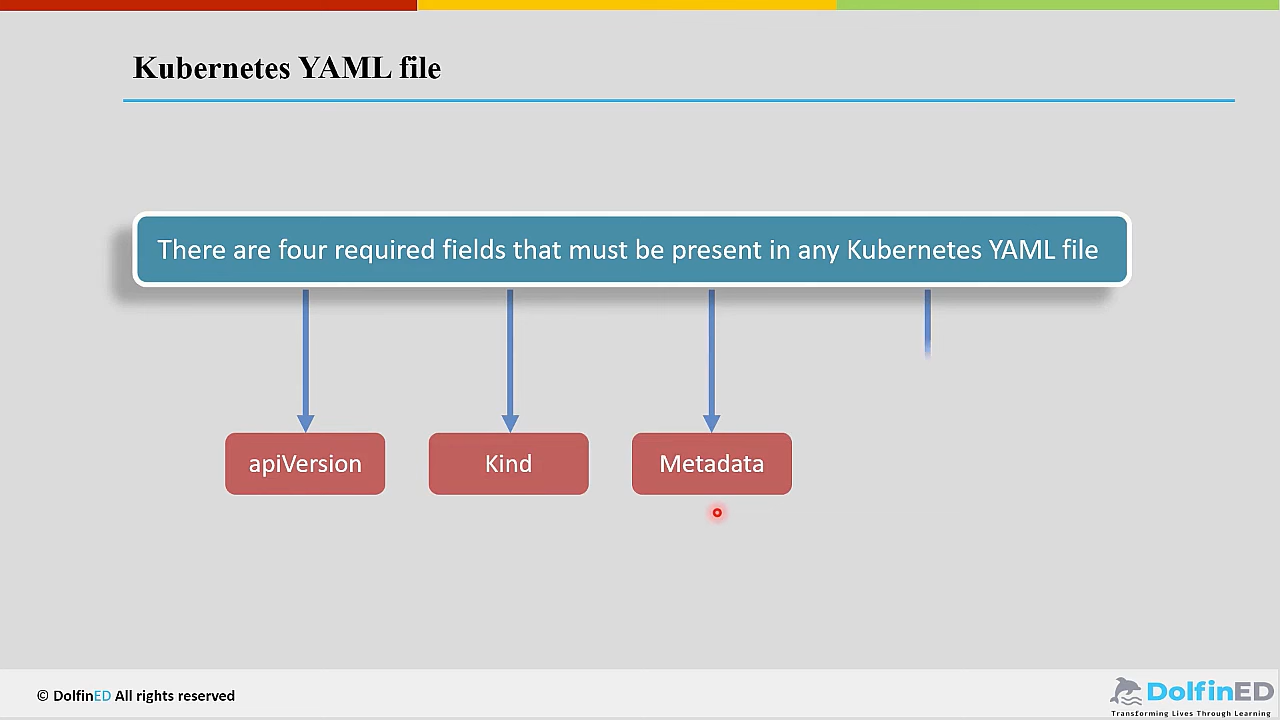 Kubernetes YAML file
There are four required fields that must be present in any Kubernetes YAML file
apiVersion
Kind
Metadata
© DolfinED All rights reserved
DolfinED
Transforming Lives Through Learning